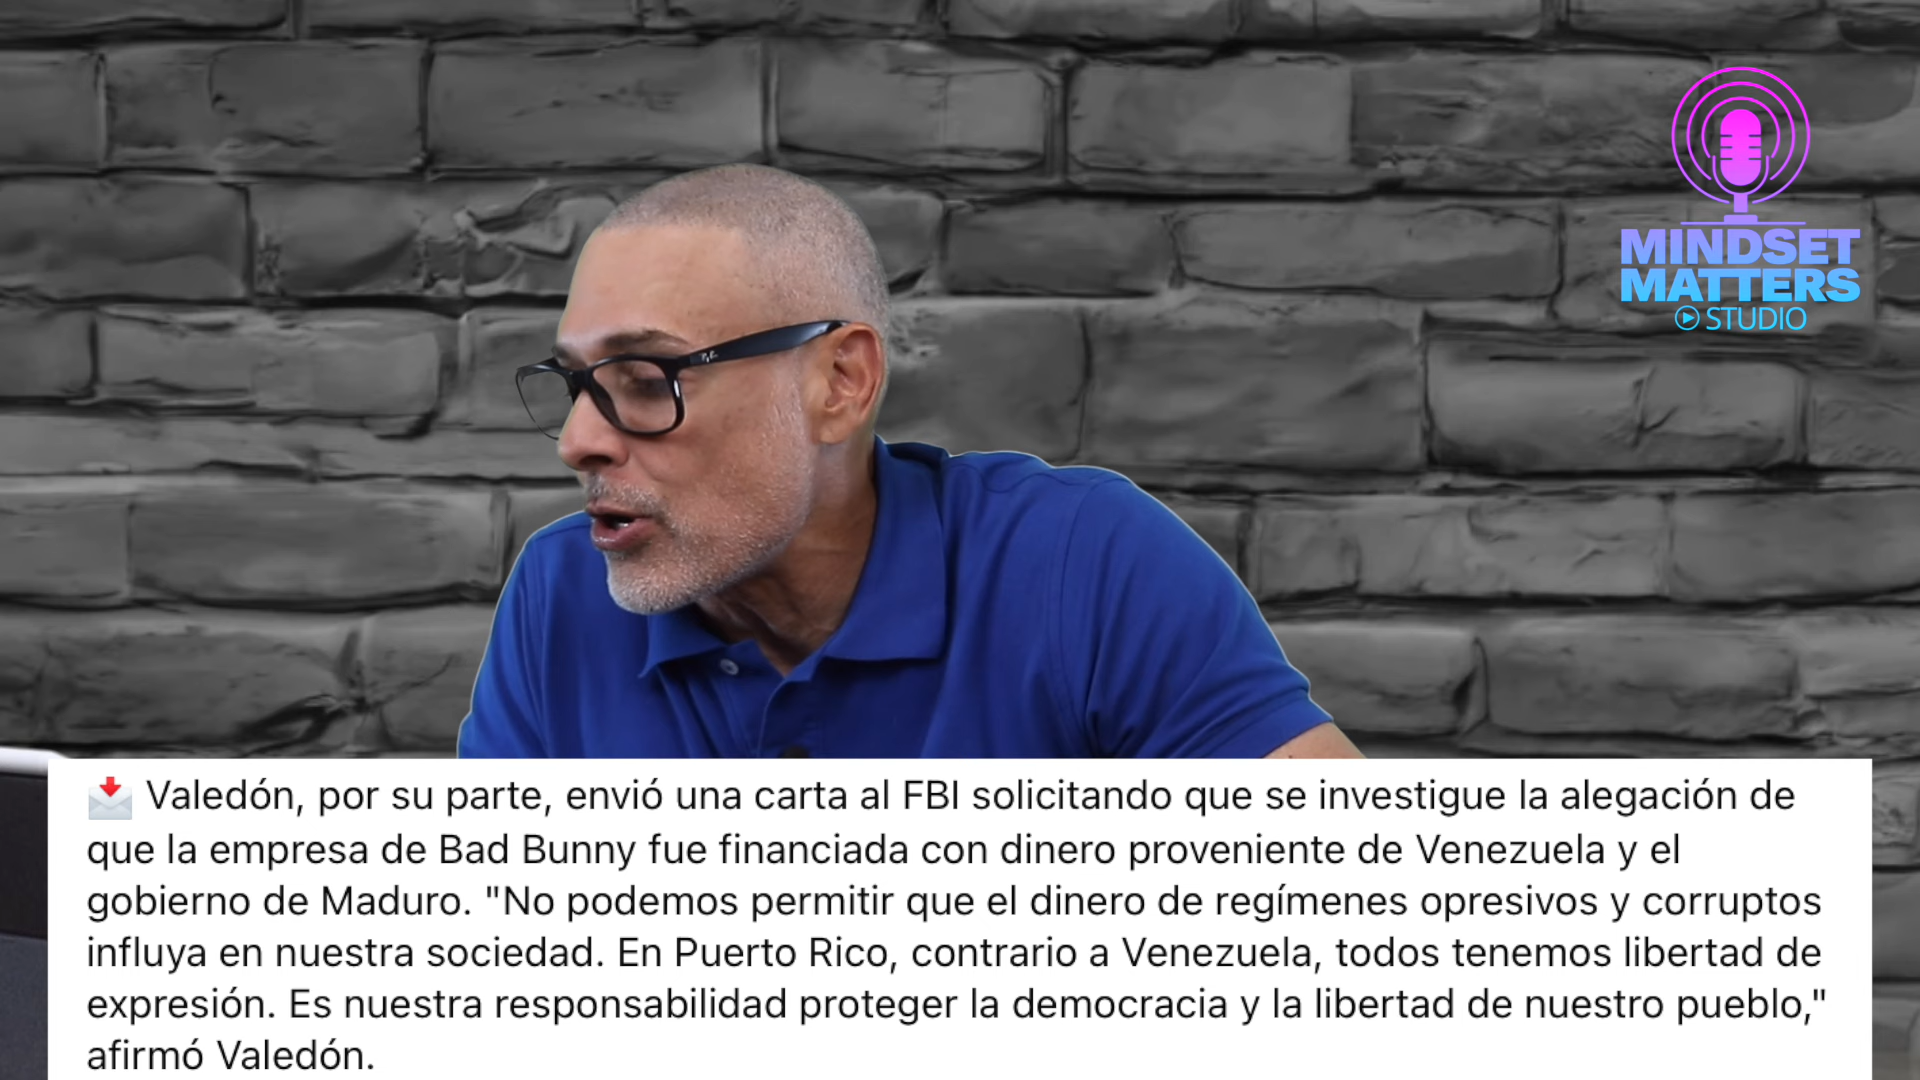 MINDSET
MATTERS
STUDIO
Valedón, por su parte, envió una carta al FBI solicitando que se investigue la alegación de
que la empresa de Bad Bunny fue financiada con dinero proveniente de Venezuela y el
gobierno de Maduro. "No podemos permitir que el dinero de regímenes opresivos y corruptos
influya en nuestra sociedad. En Puerto Rico, contrario a Venezuela, todos tenemos libertad de
expresión. Es nuestra responsabilidad proteger la democracia y la libertad de nuestro pueblo,"
afirmó Valedón.